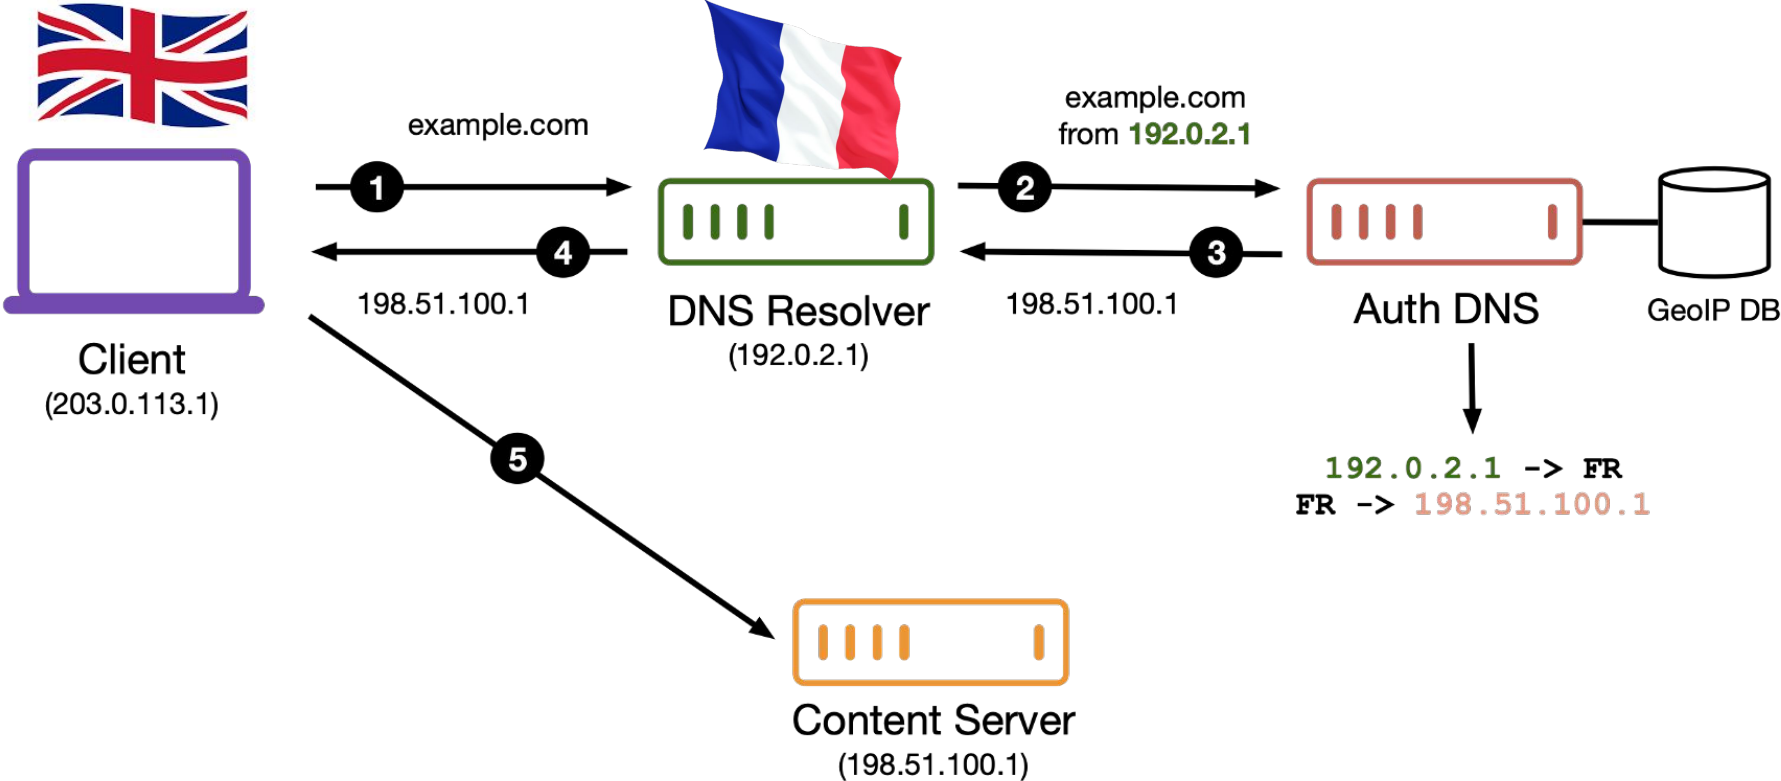 example.com
1
4
198.51.100.1
Client
(203.0.113.1)
DNS Resolver
(192.0.2.1)
example.com
from 192.0.2.1
2
3
198.51.100.1
Auth DNS
GeoIP DB
192.0.2.1 -> FR
FR -> 198.51.100.1
5
Content Server
(198.51.100.1)